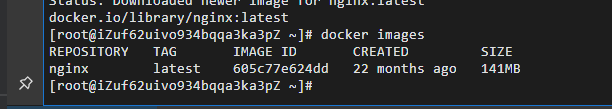 Status: Downloaded newer image for nginx:latest
docker.io/library/nginx:latest
[root@iZuf62uivo934bqqa3ka3pZ ~]# docker images
REPOSITORY TAG IMAGE ID CREATED SIZE
nginx latest 605c77e624dd 22 months ago 141MB
[root@iZuf62uivo934bqqa3ka3pZ ~]#